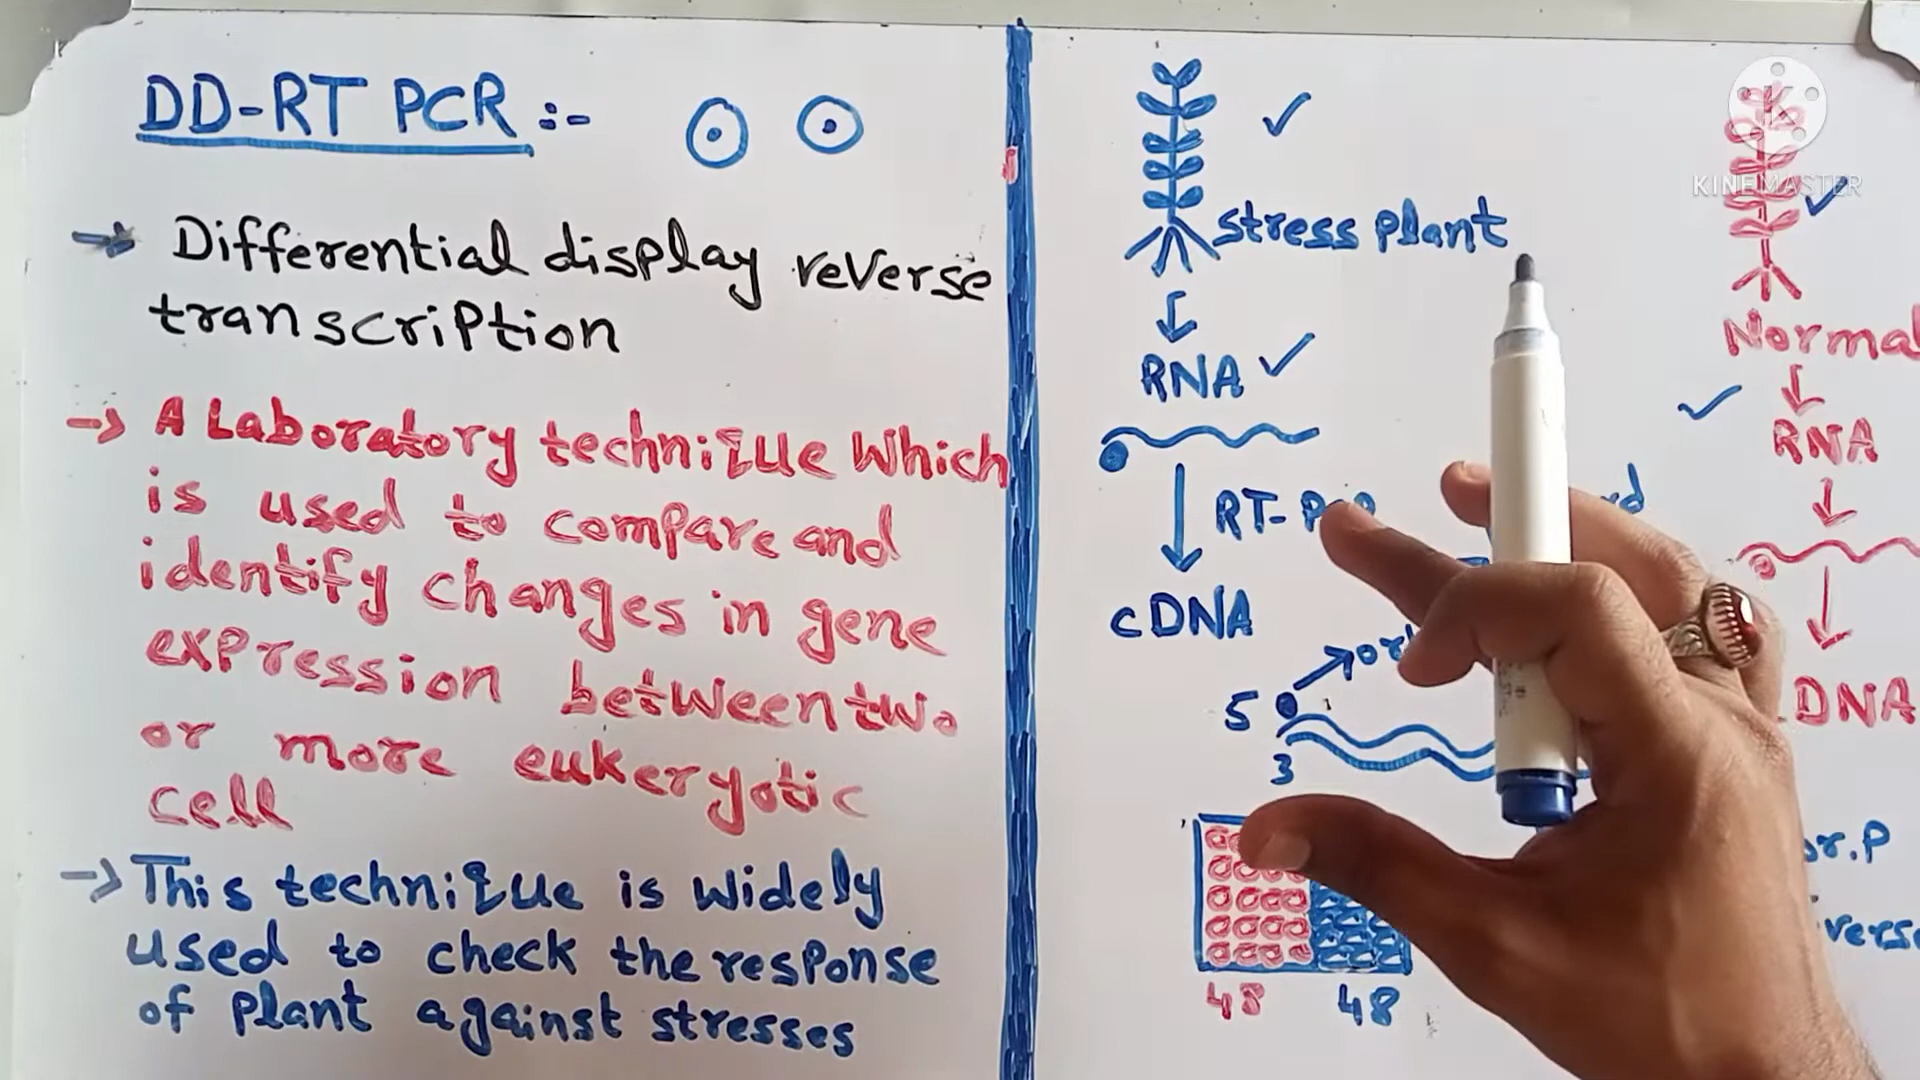 DD-RT PCR :-
→ Differential display reverse
transcription
→ A Laboratory technique which
is used to compare and
identify changes in gene
expression between two
or more eukeryotic
cell
→ This technique is widely
used to check the response
of plant against stresses
stress plant
RNA
RT-PCR
cDNA
5
3
48 48
Normal
RNA
DNA
KINEMASTER